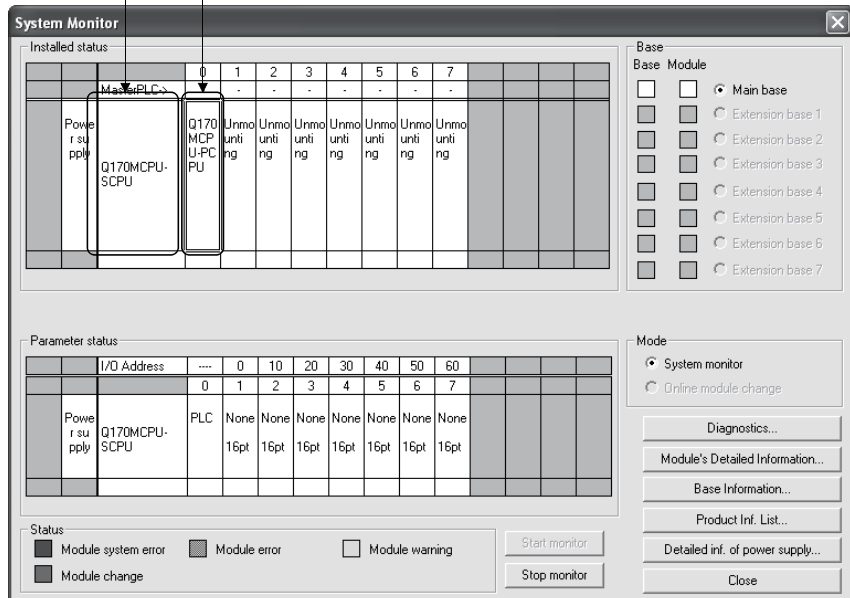 System Monitor
Installed status
0 1 2 3 4 5 6 7
MasterPLC->
- - - - - - -
Powe
r su
pply
Q170MCPU-
SCPU
Q170
MCP
U-PC
PU
Unmo
unti
ng
Unmo
unti
ng
Unmo
unti
ng
Unmo
unti
ng
Unmo
unti
ng
Unmo
unti
ng
Unmo
unti
ng
Base
Base Module
Main base
Extension base 1
Extension base 2
Extension base 3
Extension base 4
Extension base 5
Extension base 6
Extension base 7
Parameter status
I/O Address ---- 0 10 20 30 40 50 60
0 1 2 3 4 5 6 7
Powe
r su
pply
Q170MCPU-
SCPU
PLC None None None None None None None
16pt 16pt 16pt 16pt 16pt 16pt 16pt
Mode
System monitor
Online module change
Diagnostics...
Module's Detailed Information...
Base Information...
Product Inf. List...
Detailed inf. of power supply...
Close
Status
Module system error
Module error
Module warning
Module change
Start monitor
Stop monitor